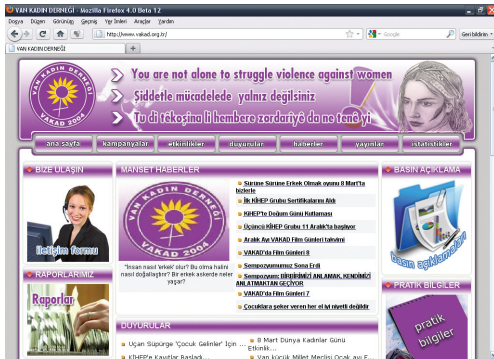 VAN KADIN DERNEĞİ - Mozilla Firefox 4.0 Beta 12
Dosya Düzen Görünüm Geçmiş Yer İmleri Araçlar Yardım
http://www.vakad.org.tr/
Google
Geri bildirim
VAN KADIN DERNEĞİ
VAN KADIN DERNEĞİ
VAKAD 2004
You are not alone to struggle violence against women
Şiddetle mücadelede yalnız değilsiniz
Tu di têkoşîna li hembere zordariyê da ne tenê yi
ana sayfa kampanyalar etkinlikler duyurular haberler yayınlar istatistikler
BİZE ULAŞIN
iletişim formu
RAPORLARIMIZ
Raporlar
MANŞET HABERLER
VAN KADIN DERNEĞİ
VAKAD 2004
"İnsan nasıl 'erkek' olur? Bu olma halini
nasıl doğallaştırır? Bir erkek askerde neler
yaşar?
Sürüne Sürüne Erkek Olmak oyunu 8 Mart'ta
bizlerle
İlk KİHEP Grubu Sertifikalarını Aldı
KİHEP'te Doğum Günü Kutlaması
Üçüncü KİHEP Grubu 11 Aralık'ta başlıyor
Aralık Ayı VAKAD Film Günleri takvimi
VAKAD'da Film Günleri 8
Sempozyumumuz Sona Erdi
Sempozyum: BİRBİRİMİZİ ANLAMAK, KENDİMİZİ
ANLATMAKTAN GEÇİYOR
VAKAD'da Film Günleri 7
Çocuklara şeker veren her el iyi niyetli değildir
DUYURULAR
Uçan Süpürge 'Çocuk Gelinler' İçin ...
KİHEP'e Kayıtlar Başladı...
8 Mart Dünya Kadınlar Günü
Etkinlik...
Van küçük Millet Meclisi Ocak ayı F...
BASIN AÇIKLAMA
basın açıklamaları
PRATİK BİLGİLER
pratik
bilgiler